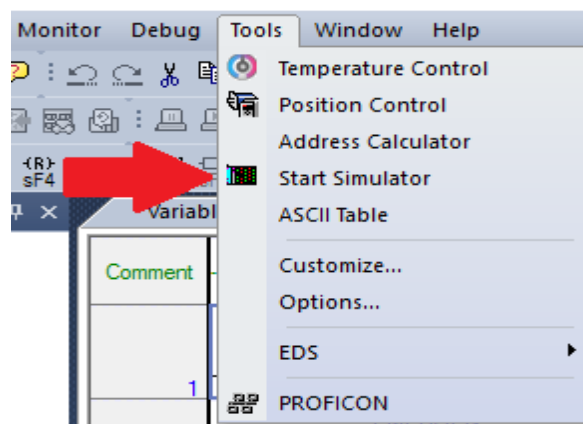 Monitor Debug Tools Window Help
Temperature Control
Position Control
Address Calculator
Start Simulator
ASCII Table
Customize...
Options...
EDS
PROFICON
{R}
sF4
Variabl
Comment
1